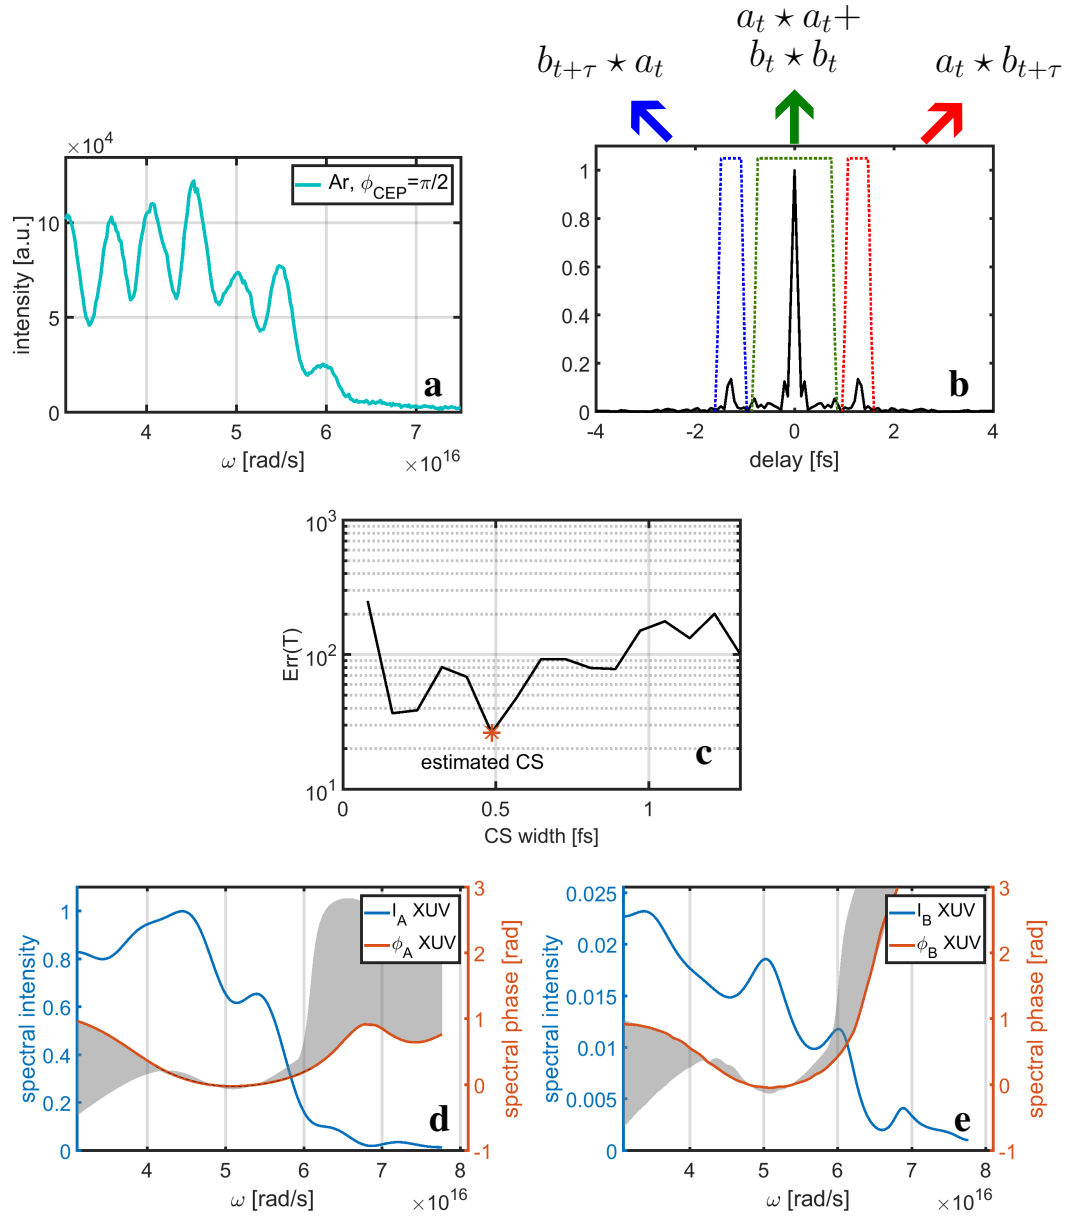 b_{t+τ} ⋆ a_t
a_t ⋆ a_t +
b_t ⋆ b_t
a_t ⋆ b_{t+τ}
×10^4
10
5
0
intensity [a.u.]
Ar, ϕ_CEP=π/2
a
4 5 6
ω [rad/s]
×10^16
1
0.8
0.6
0.4
0.2
0
b
-4 -2 0 2 4
delay [fs]
10^3
10^2
10^1
Err(T)
estimated CS
c
0 0.5 1
CS width [fs]
1
0.8
0.6
0.4
0.2
0
spectral intensity
I_A XUV
ϕ_A XUV
3
2
1
0
-1
spectral phase [rad]
d
4 5 6 7 8
ω [rad/s]
×10^16
0.025
0.02
0.015
0.01
0.005
0
spectral intensity
I_B XUV
ϕ_B XUV
3
2
1
0
-1
spectral phase [rad]
e
4 5 6 7 8
ω [rad/s]
×10^16